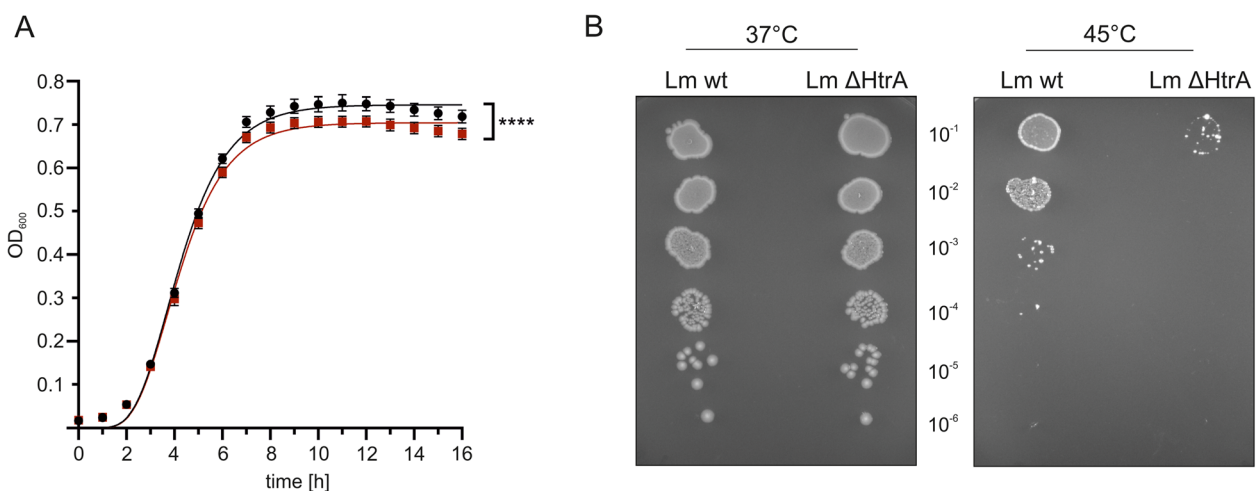 A
0.8
0.7
0.6
0.5
0.4
0.3
0.2
0.1
OD600
0 2 4 6 8 10 12 14 16
time [h]
****
B
37°C 45°C
Lm wt Lm ΔHtrA Lm wt Lm ΔHtrA
10-1
10-2
10-3
10-4
10-5
10-6